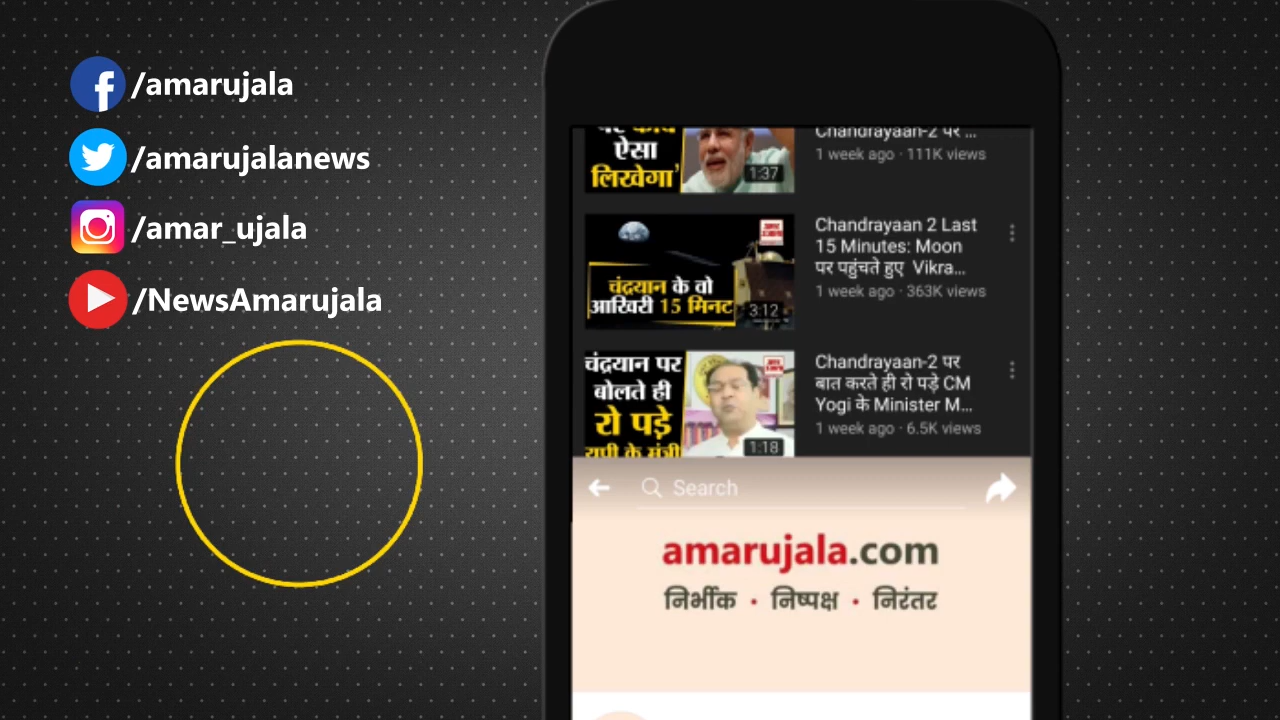 /amarujala
/amarujalanews
/amar_ujala
/NewsAmarujala
ऐसा
लिखेगा'
1:37
Chandrayaan-2 पर ...
1 week ago · 111K views
चंद्रयान के वो
आखिरी 15 मिनट
3:12
Chandrayaan 2 Last
15 Minutes: Moon
पर पहुंचते हुए Vikra...
1 week ago · 363K views
चंद्रयान पर
बोलते ही
रो पड़े
यूपी के मंत्री
1:18
Chandrayaan-2 पर
बात करते ही रो पड़े CM
Yogi के Minister M...
1 week ago · 6.5K views
Search
amarujala.com
निर्भीक • निष्पक्ष • निरंतर